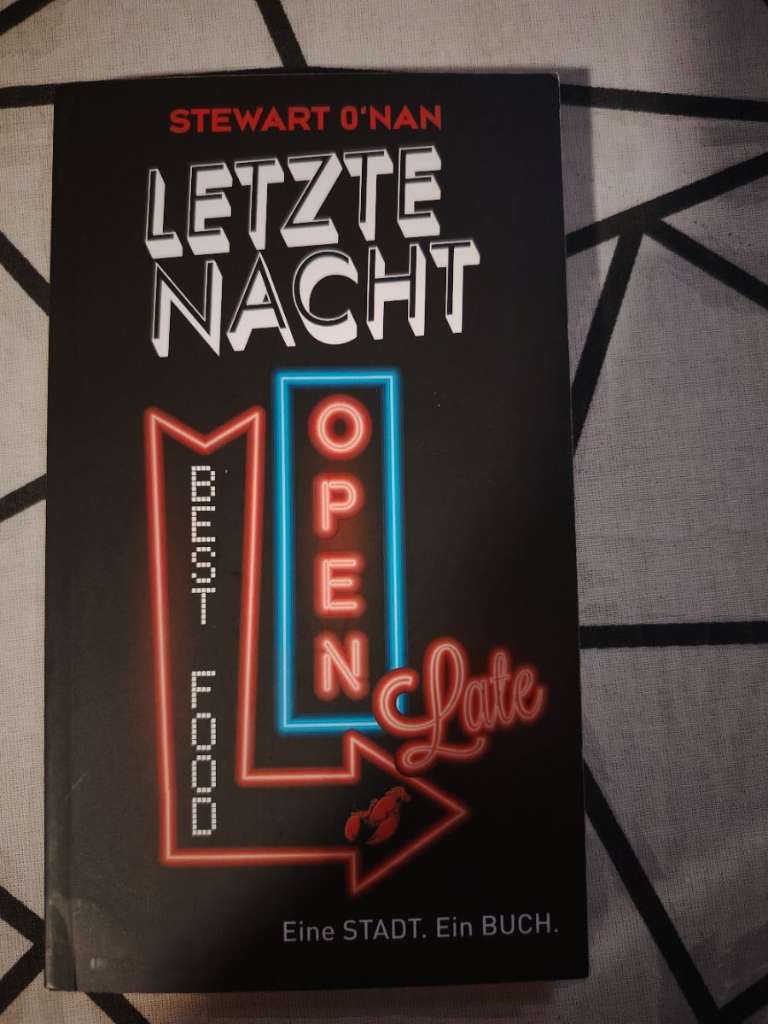 STEWART O'NAN
LETZTE
NACHT
BEST FOOD
OPEN
Late
Eine STADT. Ein BUCH.